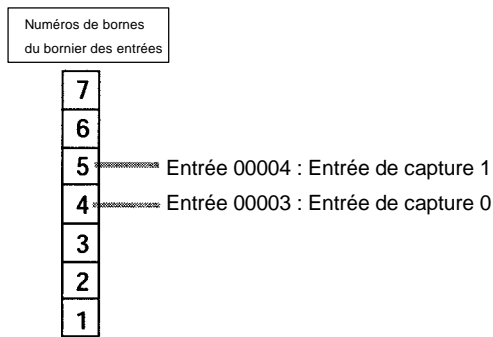 Numéros de bornes
du bornier des entrées
7
6
5 Entrée 00004 : Entrée de capture 1
4 Entrée 00003 : Entrée de capture 0
3
2
1